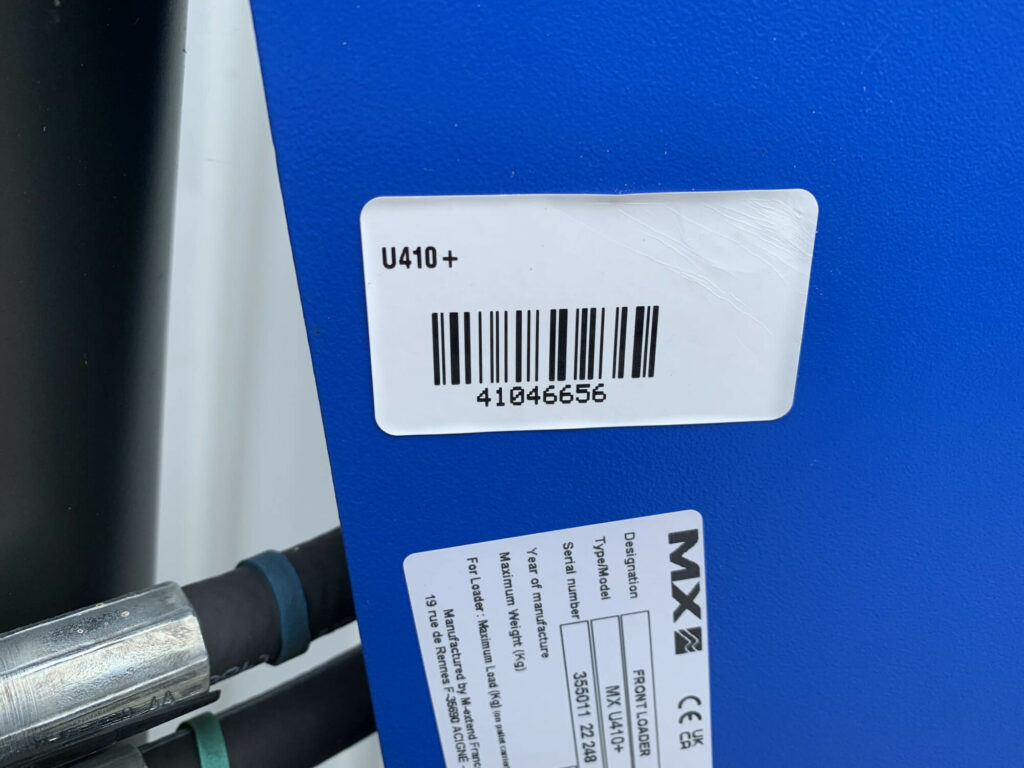 U410+
41046656
MX
CE UK CA
Designation FRONT LOADER
Type/Model MX U410+
Serial number 355011 22 248
Year of manufacture
Maximum Weight (Kg)
For Loader : Maximum Load (Kg)
Manufactured by M-extend
19 rue de Rennes F-35690 ACIGNÉ -